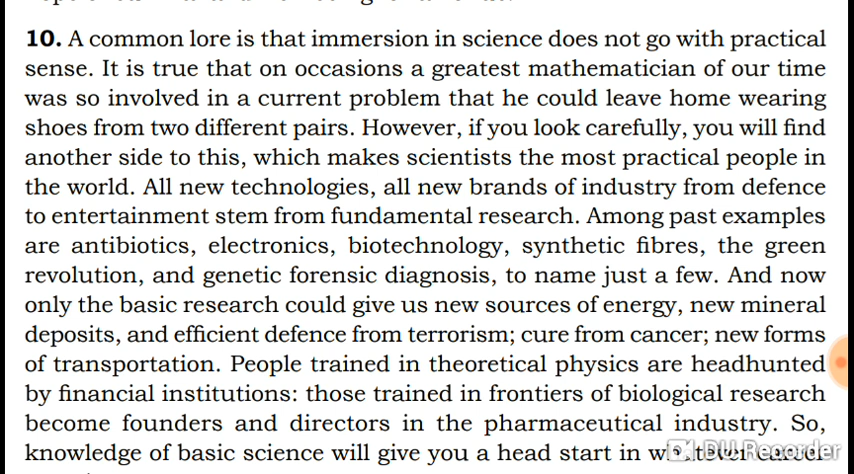 10. A common lore is that immersion in science does not go with practical
sense. It is true that on occasions a greatest mathematician of our time
was so involved in a current problem that he could leave home wearing
shoes from two different pairs. However, if you look carefully, you will find
another side to this, which makes scientists the most practical people in
the world. All new technologies, all new brands of industry from defence
to entertainment stem from fundamental research. Among past examples
are antibiotics, electronics, biotechnology, synthetic fibres, the green
revolution, and genetic forensic diagnosis, to name just a few. And now
only the basic research could give us new sources of energy, new mineral
deposits, and efficient defence from terrorism; cure from cancer; new forms
of transportation. People trained in theoretical physics are headhunted
by financial institutions: those trained in frontiers of biological research
become founders and directors in the pharmaceutical industry. So,
knowledge of basic science will give you a head start in
DU Recorder